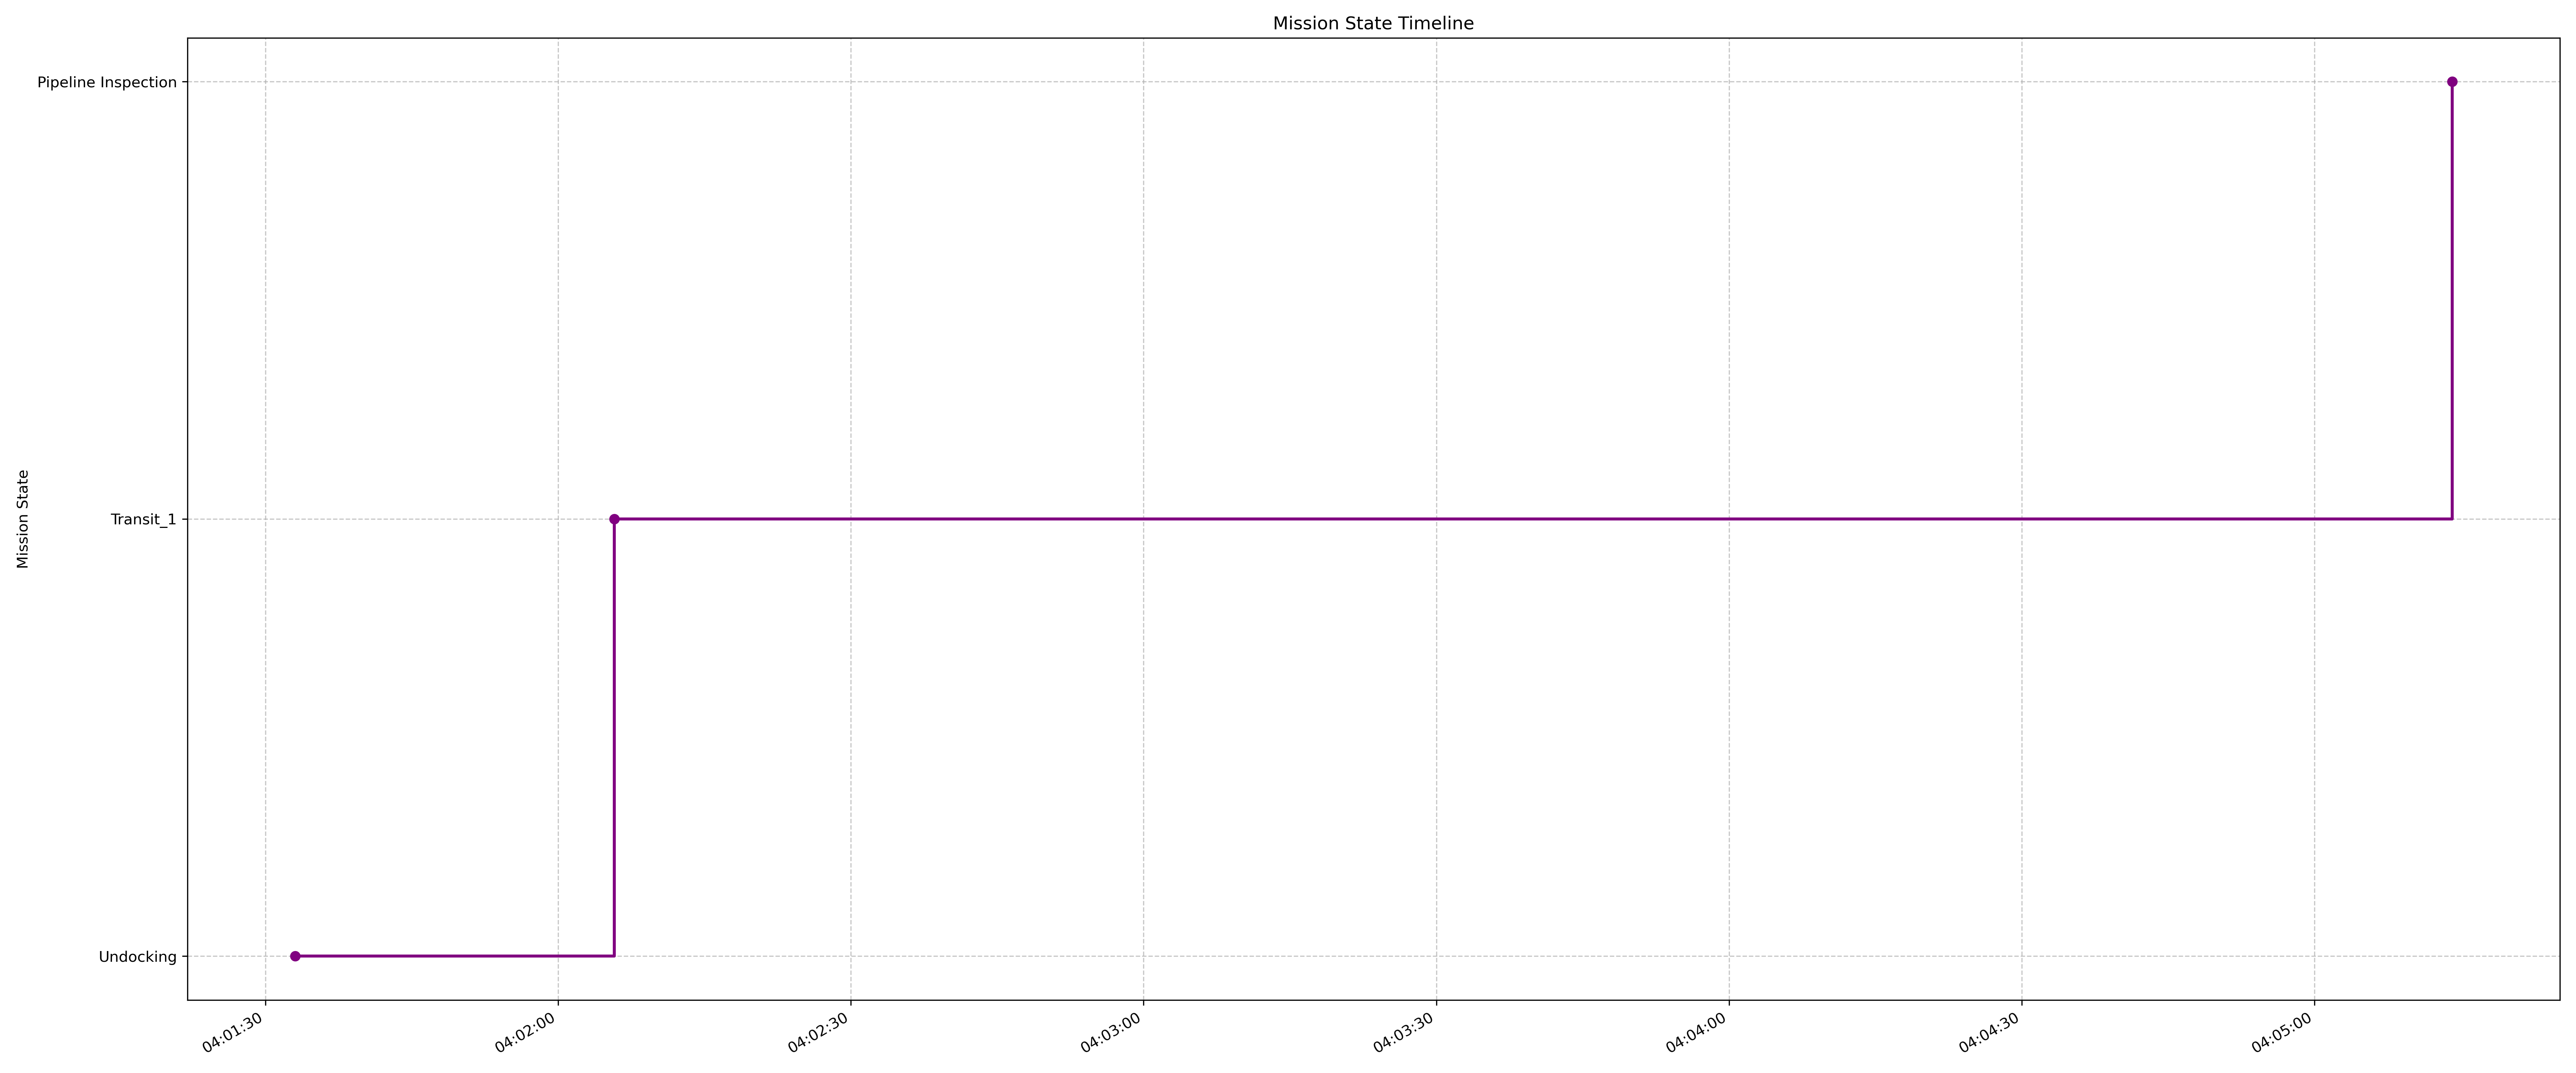 Mission State Timeline
Pipeline Inspection
Transit_1
Undocking
Mission State
04:01:30
04:02:00
04:02:30
04:03:00
04:03:30
04:04:00
04:04:30
04:05:00